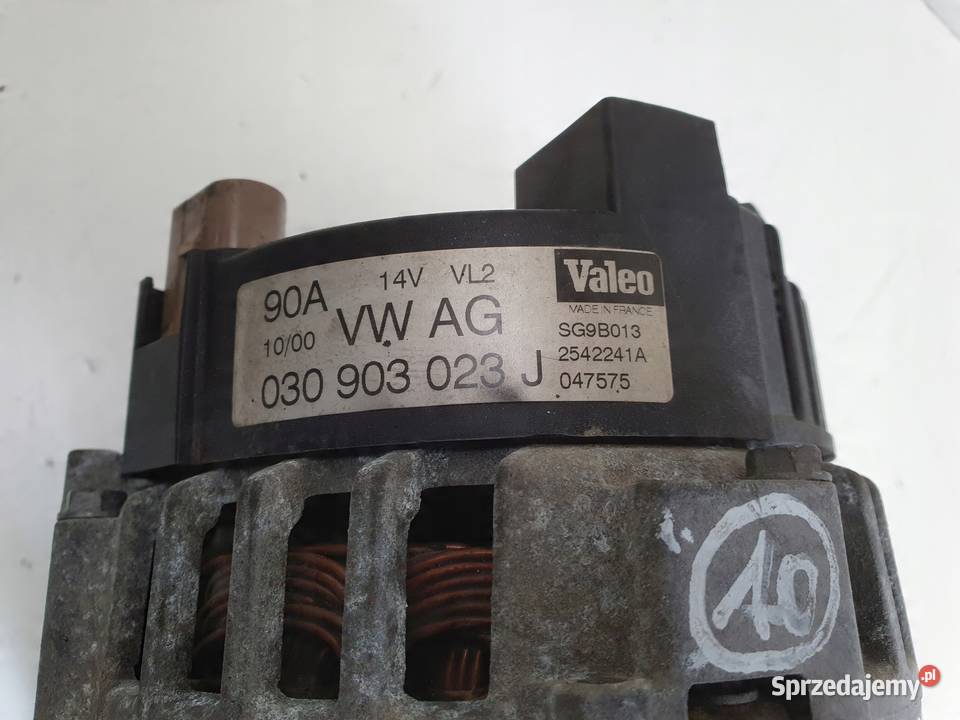 90A 14V VL2
10/00 VW AG
030 903 023 J
Valeo
MADE IN FRANCE
SG9B013
2542241A
047575
10
Sprzedajemy.pl